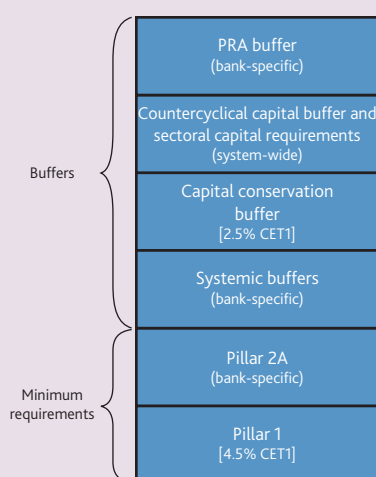 PRA buffer
(bank-specific)
Countercyclical capital buffer and
sectoral capital requirements
(system-wide)
Buffers
Capital conservation
buffer
[2.5% CET1]
Systemic buffers
(bank-specific)
Pillar 2A
(bank-specific)
Minimum
requirements
Pillar 1
[4.5% CET1]